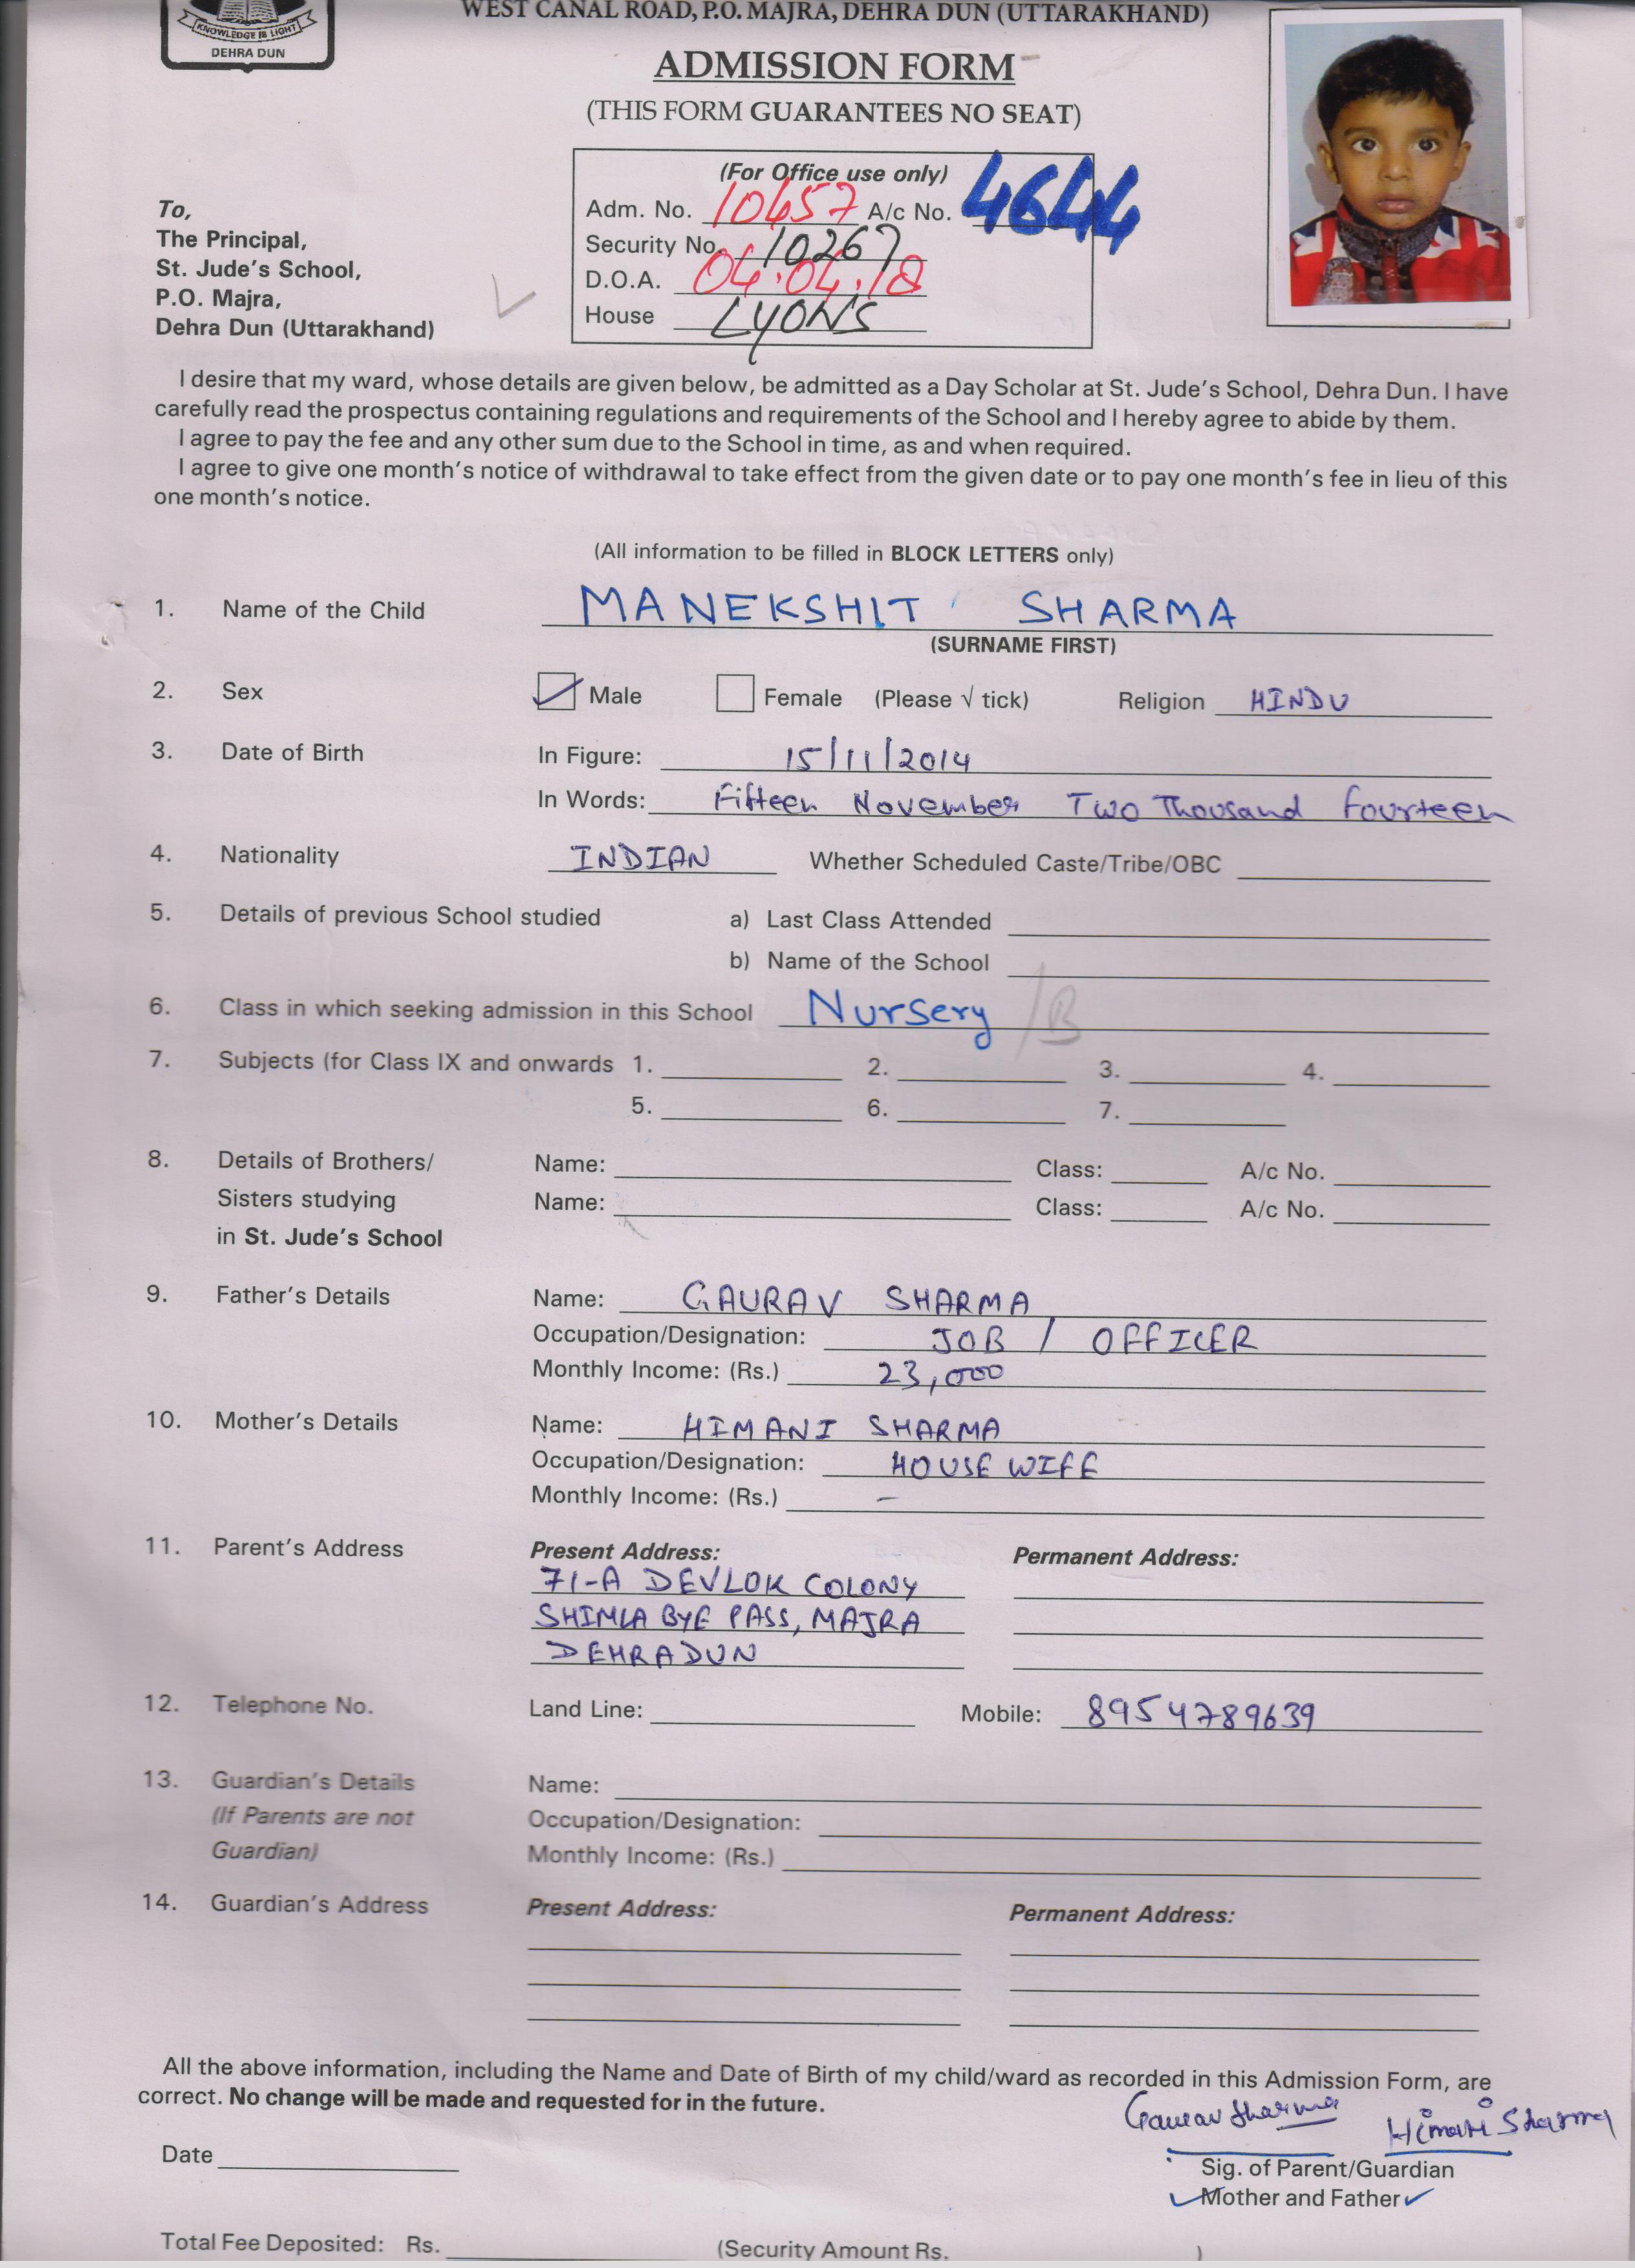 KNOWLEDGE IS LIGHT
DEHRA DUN
WEST CANAL ROAD, P.O. MAJRA, DEHRA DUN (UTTARAKHAND)
ADMISSION FORM
(THIS FORM GUARANTEES NO SEAT)
(For Office use only)
Adm. No. 10457 A/c No. 4644
Security No. 10267
D.O.A. 04.04.18
House LYONS
To,
The Principal,
St. Jude's School,
P.O. Majra,
Dehra Dun (Uttarakhand)
I desire that my ward, whose details are given below, be admitted as a Day Scholar at St. Jude's School, Dehra Dun. I have
carefully read the prospectus containing regulations and requirements of the School and I hereby agree to abide by them.
I agree to pay the fee and any other sum due to the School in time, as and when required.
I agree to give one month's notice of withdrawal to take effect from the given date or to pay one month's fee in lieu of this
one month's notice.
(All information to be filled in BLOCK LETTERS only)
1. Name of the Child MANEKSHIT SHARMA
(SURNAME FIRST)
2. Sex Male Female (Please √ tick) Religion HINDU
3. Date of Birth In Figure: 15/11/2014
In Words: Fifteen November Two Thousand Fourteen
4. Nationality INDIAN Whether Scheduled Caste/Tribe/OBC
5. Details of previous School studied a) Last Class Attended
b) Name of the School
6. Class in which seeking admission in this School Nursery /B
7. Subjects (for Class IX and onwards 1. 2. 3. 4.
5. 6. 7.
8. Details of Brothers/ Name: Class: A/c No.
Sisters studying Name: Class: A/c No.
in St. Jude's School
9. Father's Details Name: GAURAV SHARMA
Occupation/Designation: JOB / OFFICER
Monthly Income: (Rs.) 23,000
10. Mother's Details Name: HIMANI SHARMA
Occupation/Designation: HOUSE WIFE
Monthly Income: (Rs.) –
11. Parent's Address Present Address: Permanent Address:
71-A DEVLOK COLONY
SHIMLA BYE PASS, MAJRA
DEHRADUN
12. Telephone No. Land Line: Mobile: 8954789639
13. Guardian's Details Name:
(If Parents are not Occupation/Designation:
Guardian) Monthly Income: (Rs.)
14. Guardian's Address Present Address: Permanent Address:
All the above information, including the Name and Date of Birth of my child/ward as recorded in this Admission Form, are
correct. No change will be made and requested for in the future.
Gaurav Sharma Himani Sharma
Date
Sig. of Parent/Guardian
Mother and Father
Total Fee Deposited: Rs. (Security Amount Rs. )